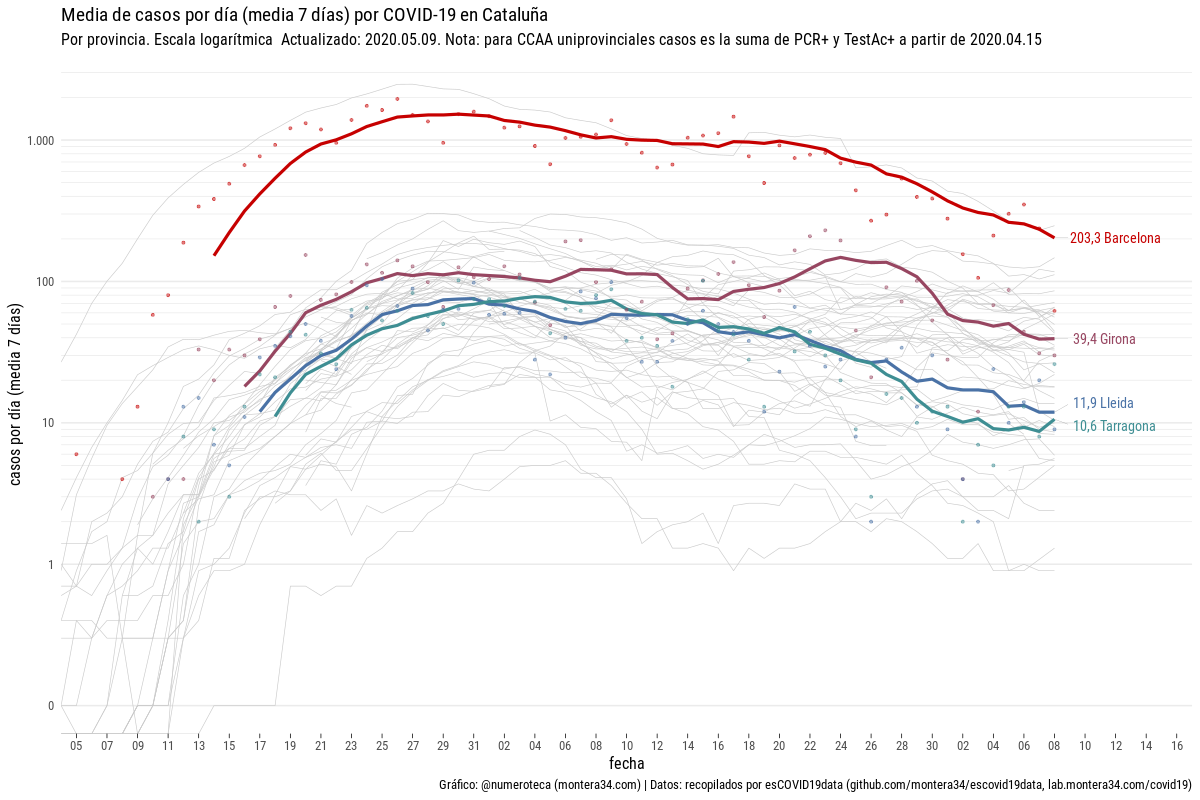 Media de casos por día (media 7 días) por COVID-19 en Cataluña
Por provincia. Escala logarítmica  Actualizado: 2020.05.09. Nota: para CCAA uniprovinciales casos es la suma de PCR+ y TestAc+ a partir de 2020.04.15
casos por día (media 7 días)
1.000
100
10
1
0
203,3 Barcelona
39,4 Girona
11,9 Lleida
10,6 Tarragona
05 07 09 11 13 15 17 19 21 23 25 27 29 31 02 04 06 08 10 12 14 16 18 20 22 24 26 28 30 02 04 06 08 10 12 14 16
fecha
Gráfico: @numeroteca (montera34.com) | Datos: recopilados por esCOVID19data (github.com/montera34/escovid19data, lab.montera34.com/covid19)